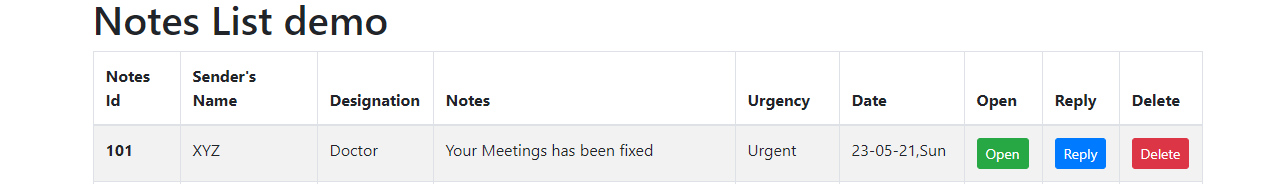 Notes List demo
Notes Sender's
Id Name Designation Notes Urgency Date Open Reply Delete
101 XYZ Doctor Your Meetings has been fixed Urgent 23-05-21,Sun Open Reply Delete